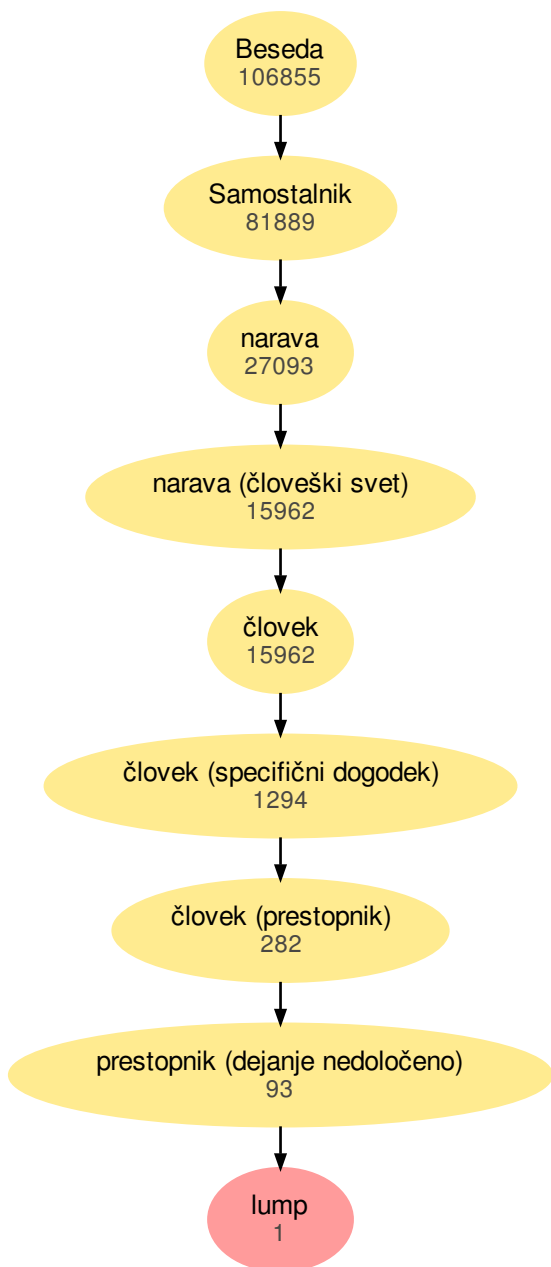 Beseda
106855
Samostalnik
81889
narava
27093
narava (človeški svet)
15962
človek
15962
človek (specifični dogodek)
1294
človek (prestopnik)
282
prestopnik (dejanje nedoločeno)
93
lump
1